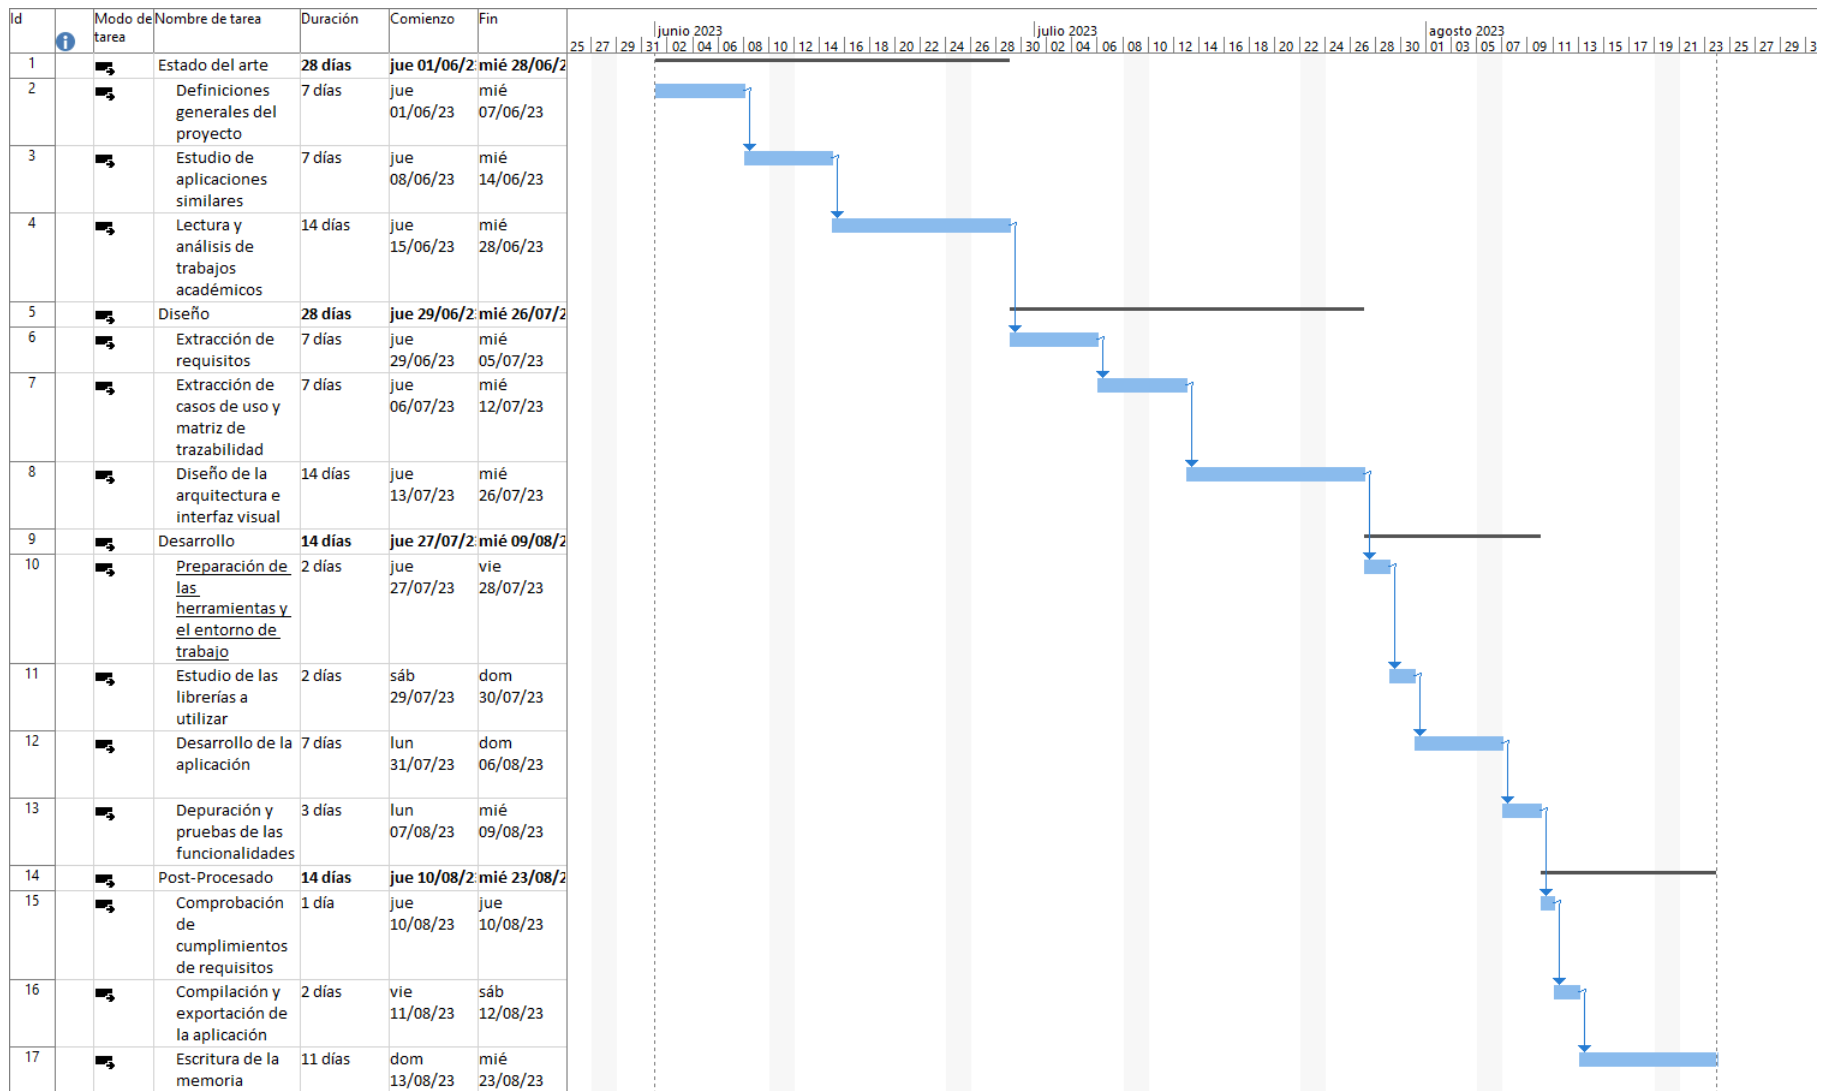 Id Modo de tarea Nombre de tarea Duración Comienzo Fin
junio 2023 julio 2023 agosto 2023
25 27 29 31 02 04 06 08 10 12 14 16 18 20 22 24 26 28 30 02 04 06 08 10 12 14 16 18 20 22 24 26 28 30 01 03 05 07 09 11 13 15 17 19 21 23 25 27 29 3
1 Estado del arte 28 días jue 01/06/2 mié 28/06/2
2 Definiciones 7 días jue mié
generales del 01/06/23 07/06/23
proyecto
3 Estudio de 7 días jue mié
aplicaciones 08/06/23 14/06/23
similares
4 Lectura y 14 días jue mié
análisis de 15/06/23 28/06/23
trabajos
académicos
5 Diseño 28 días jue 29/06/2 mié 26/07/2
6 Extracción de 7 días jue mié
requisitos 29/06/23 05/07/23
7 Extracción de 7 días jue mié
casos de uso y 06/07/23 12/07/23
matriz de
trazabilidad
8 Diseño de la 14 días jue mié
arquitectura e 13/07/23 26/07/23
interfaz visual
9 Desarrollo 14 días jue 27/07/2 mié 09/08/2
10 Preparación de 2 días jue vie
las 27/07/23 28/07/23
herramientas y
el entorno de
trabajo
11 Estudio de las 2 días sáb dom
librerías a 29/07/23 30/07/23
utilizar
12 Desarrollo de la 7 días lun dom
aplicación 31/07/23 06/08/23
13 Depuración y 3 días lun mié
pruebas de las 07/08/23 09/08/23
funcionalidades
14 Post-Procesado 14 días jue 10/08/2 mié 23/08/2
15 Comprobación 1 día jue jue
de 10/08/23 10/08/23
cumplimientos
de requisitos
16 Compilación y 2 días vie sáb
exportación de 11/08/23 12/08/23
la aplicación
17 Escritura de la 11 días dom mié
memoria 13/08/23 23/08/23